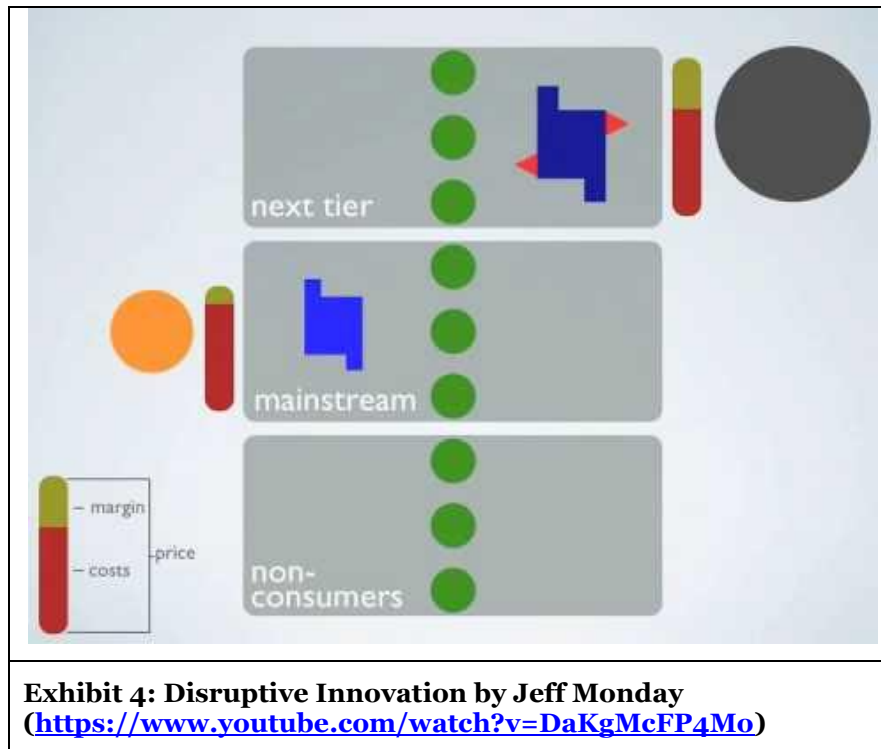 next tier
mainstream
– margin
– costs
price
non-
consumers
Exhibit 4: Disruptive Innovation by Jeff Monday
(https://www.youtube.com/watch?v=DaKgMcFP4Mo)